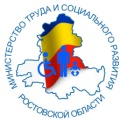 МИНИСТЕРСТВО ТРУДА И СОЦИАЛЬНОГО РАЗВИТИЯ
РОСТОВСКОЙ ОБЛАСТИ